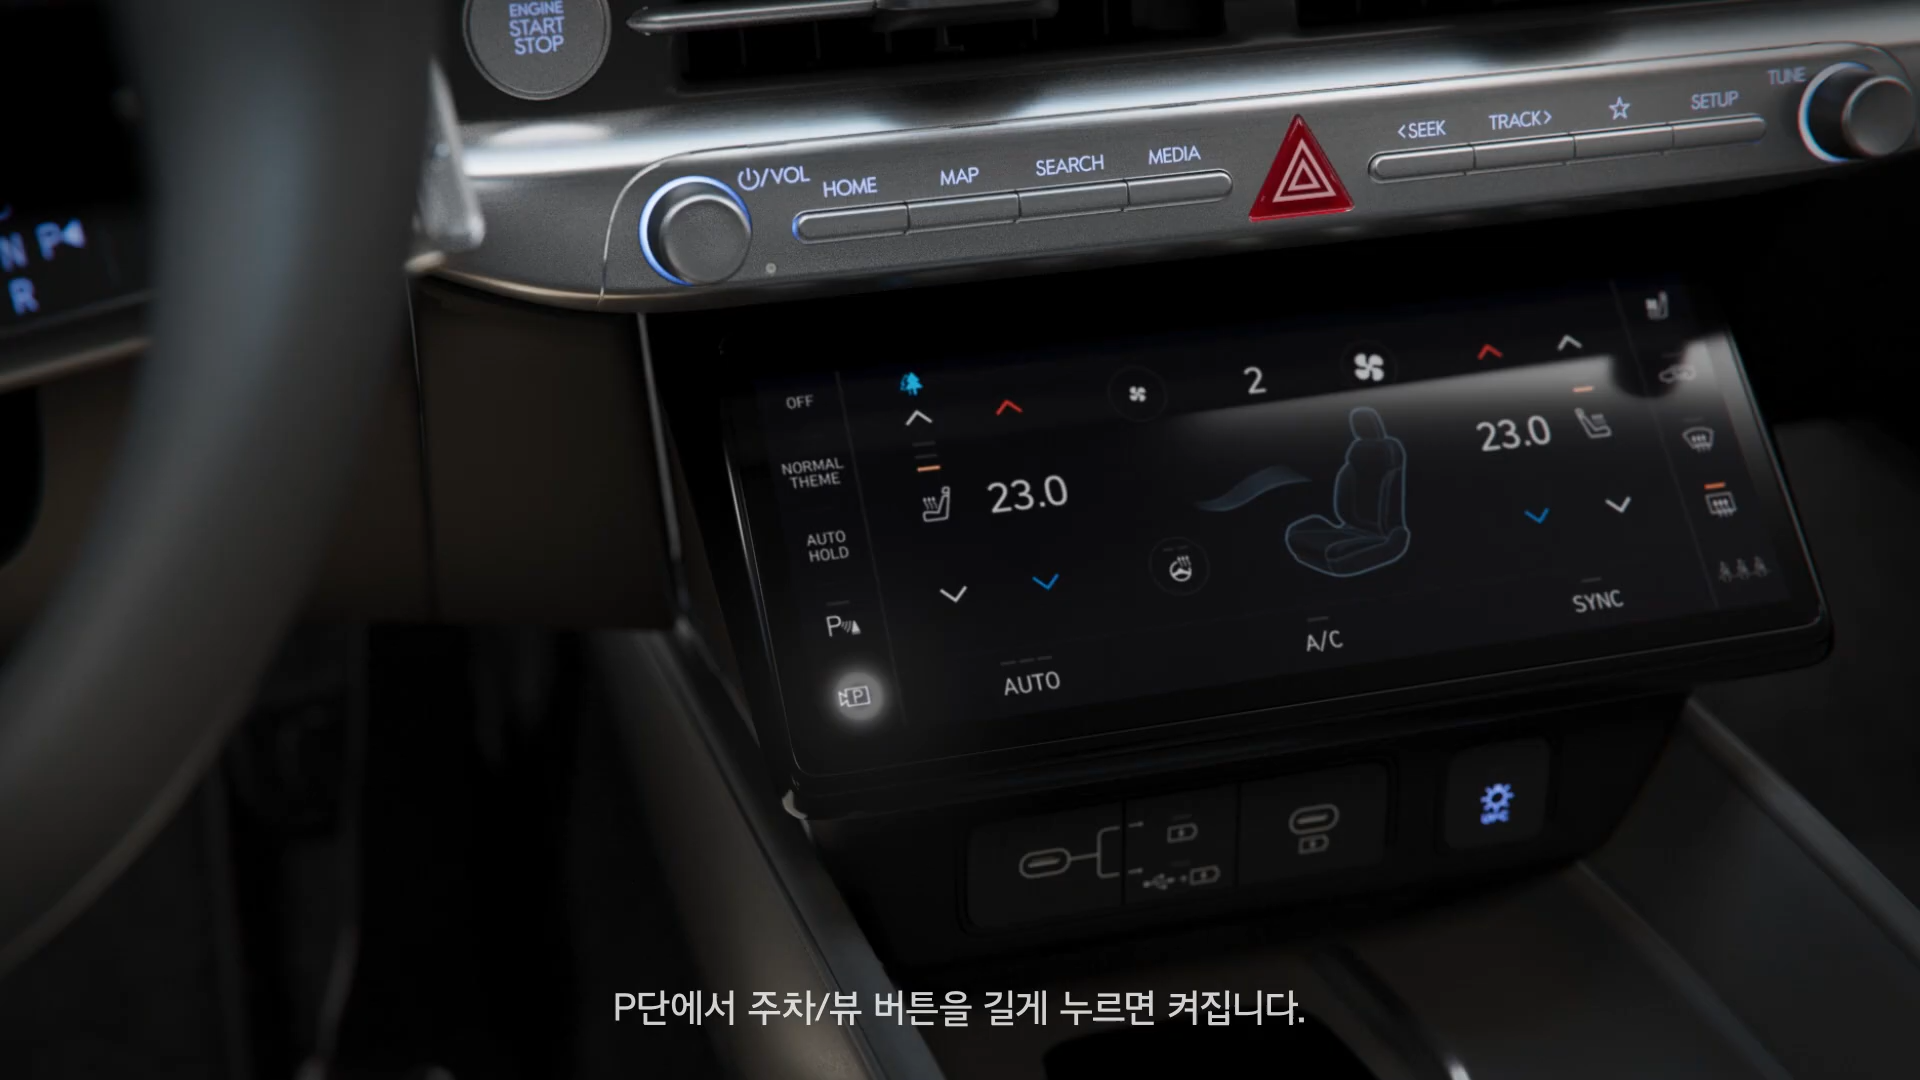 ENGINE
START
STOP
/VOL
HOME
MAP
SEARCH
MEDIA
<SEEK
TRACK>
SETUP
TUNE
N P
R
OFF
2
NORMAL
THEME
23.0
23.0
AUTO
HOLD
P
P
AUTO
A/C
SYNC
P단에서 주차/뷰 버튼을 길게 누르면 켜집니다.